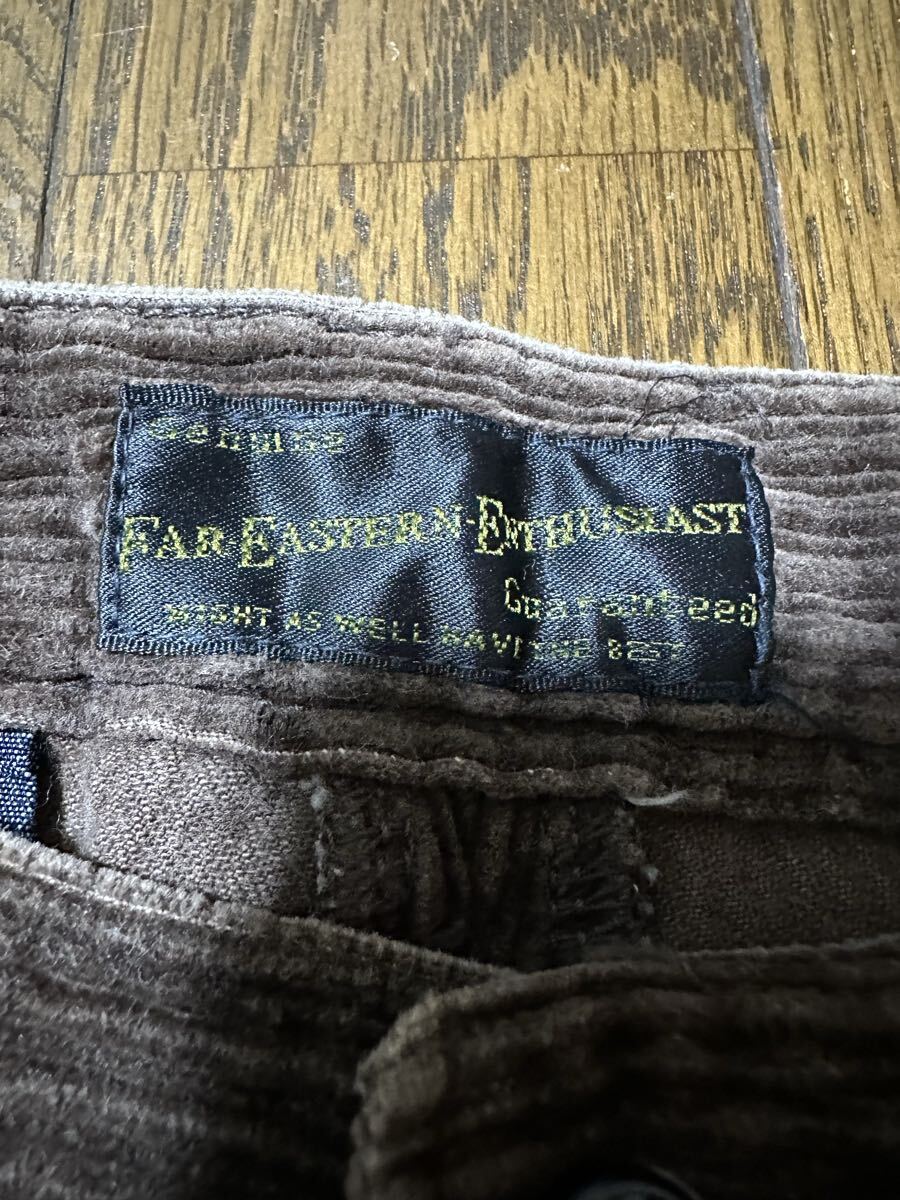 Genuine
FAR-EASTERN-ENTHUSIAST
Guaranteed
MIGHT AS WELL HAVE THE BEST